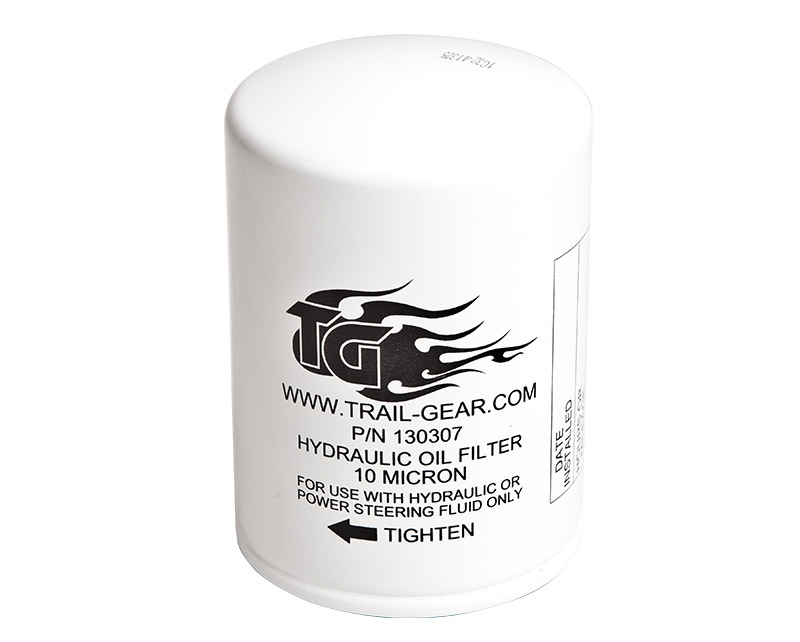 TG
WWW.TRAIL-GEAR.COM
P/N 130307
HYDRAULIC OIL FILTER
10 MICRON
FOR USE WITH HYDRAULIC OR
POWER STEERING FLUID ONLY
TIGHTEN
DATE
INSTALLED